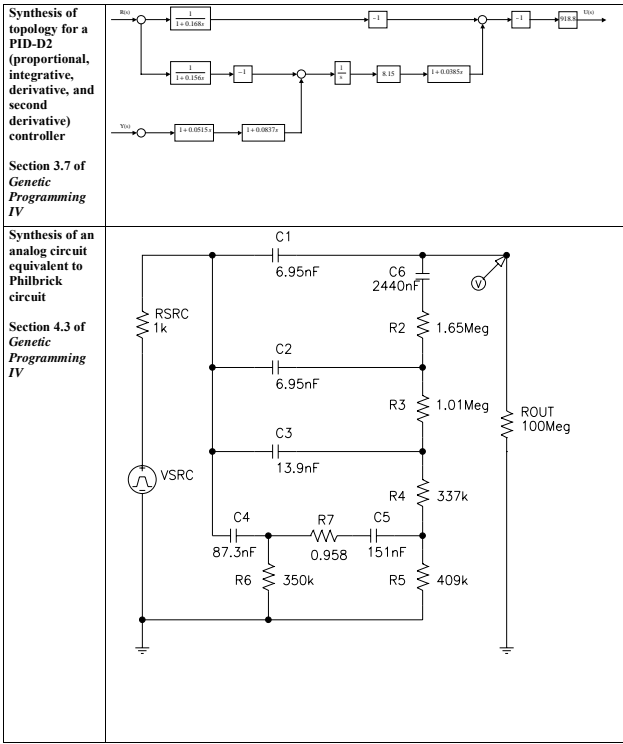 Synthesis of
topology for a
PID-D2
(proportional,
integrative,
derivative, and
second
derivative)
controller
Section 3.7 of
Genetic
Programming
IV
R(s)
1
1+0.168s
-1
-1
918.8
U(s)
1
1+0.156s
-1
1
s
8.15
1+0.0385s
Y(s)
1+0.0515s
1+0.0837s
Synthesis of an
analog circuit
equivalent to
Philbrick
circuit
Section 4.3 of
Genetic
Programming
IV
C1
6.95nF
C6
2440nF
V
RSRC
1k
R2 1.65Meg
C2
6.95nF
R3 1.01Meg
ROUT
100Meg
C3
13.9nF
VSRC
R4 337k
C4
87.3nF
R7
0.958
C5
151nF
R6 350k
R5 409k